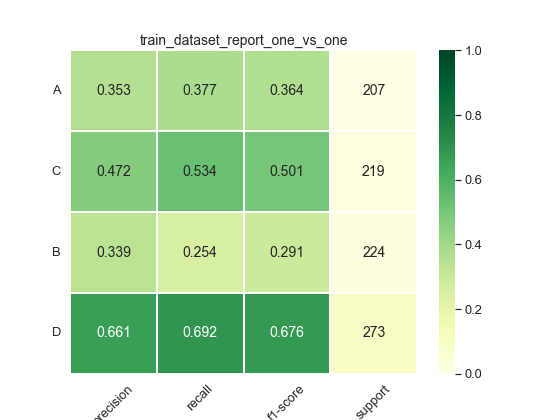 train_dataset_report_one_vs_one
A 0.353 0.377 0.364 207
C 0.472 0.534 0.501 219
B 0.339 0.254 0.291 224
D 0.661 0.692 0.676 273
recall support
1.0
0.8
0.6
0.4
0.2
0.0